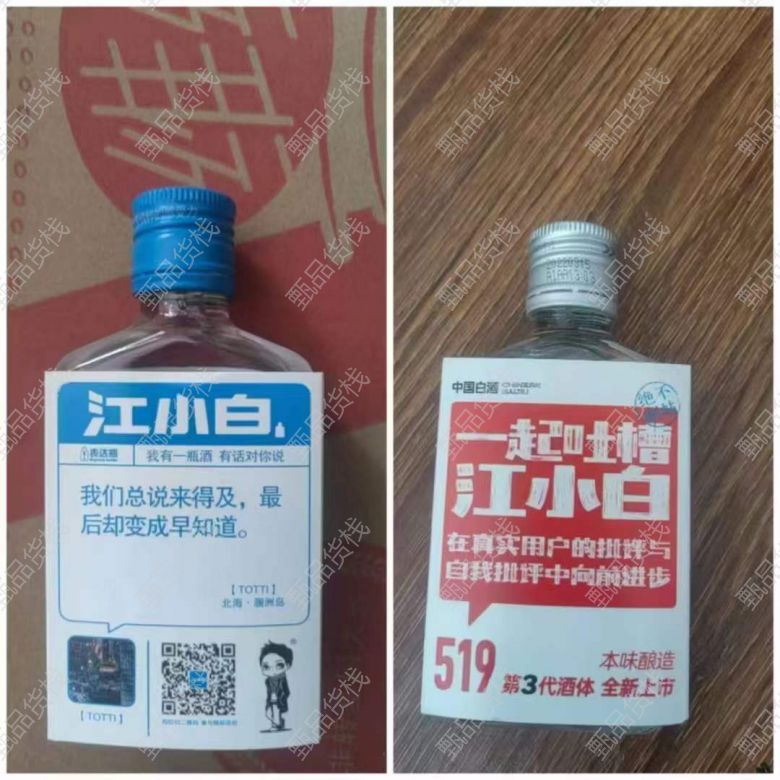 江小白
表达瓶
我有一瓶酒 有话对你说
我们总说来得及，最
后却变成早知道。
【TOTTI】
北海·涠洲岛
【TOTTI】
20220915
中国白酒
一起吐槽
江小白
在真实用户的批评与
自我批评中向前进步
519
本味酿造
第3代酒体 全新上市
甄品货栈